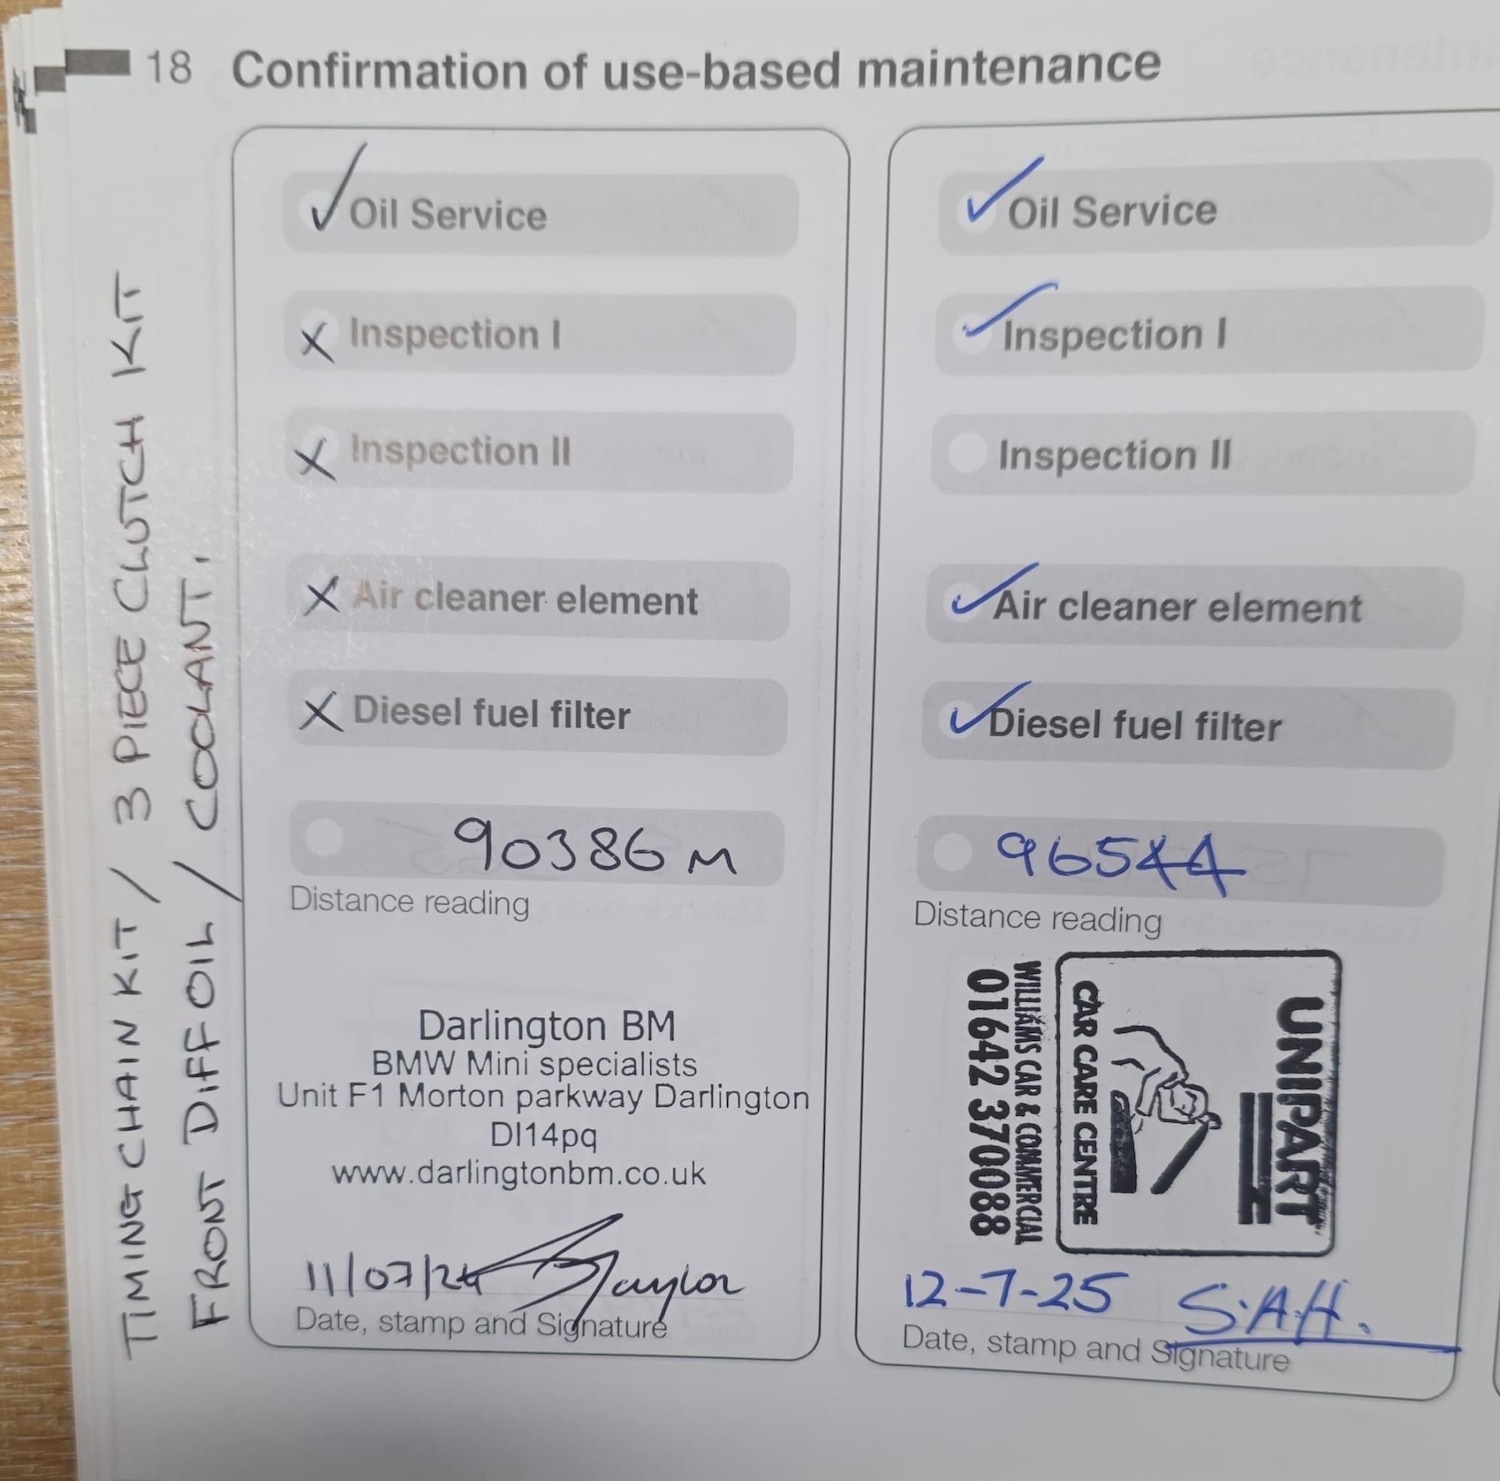 18 Confirmation of use-based maintenance
TIMING CHAIN KIT / 3 PIECE CLUTCH KIT
FRONT DIFF OIL / COOLANT.
Oil Service
Inspection I
Inspection II
Air cleaner element
Diesel fuel filter
90386 M
Distance reading
Darlington BM
BMW Mini specialists
Unit F1 Morton parkway Darlington
Dl14pq
www.darlingtonbm.co.uk
11/07/24 Taylor
Date, stamp and Signature
Oil Service
Inspection I
Inspection II
Air cleaner element
Diesel fuel filter
96544
Distance reading
UNIPART
CAR CARE CENTRE
WILLIAMS CAR & COMMERCIAL
01642 370088
12-7-25 S.A.H.
Date, stamp and Signature